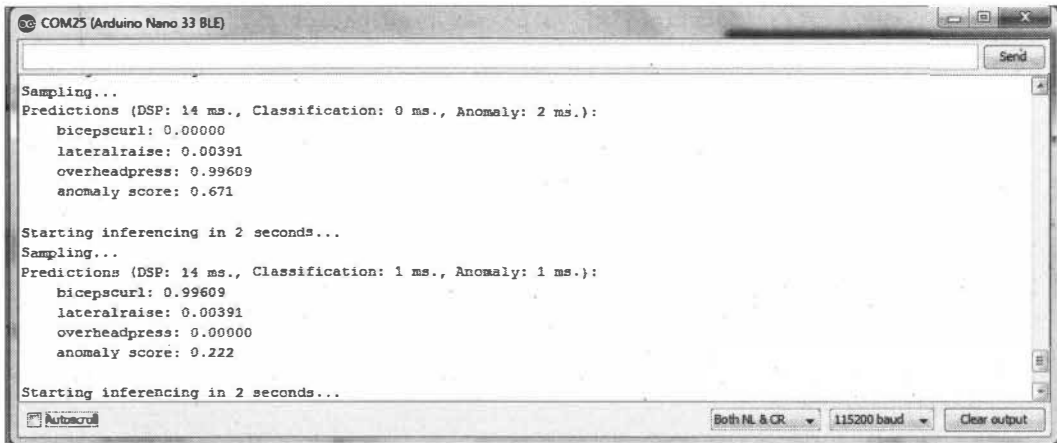 COM25 (Arduino Nano 33 BLE)
Send
Sampling...
Predictions (DSP: 14 ms., Classification: 0 ms., Anomaly: 2 ms.):
bicepscurl: 0.00000
lateralraise: 0.00391
overheadpress: 0.99609
anomaly score: 0.671
Starting inferencing in 2 seconds...
Sampling...
Predictions (DSP: 14 ms., Classification: 1 ms., Anomaly: 1 ms.):
bicepscurl: 0.99609
lateralraise: 0.00391
overheadpress: 0.00000
anomaly score: 0.222
Starting inferencing in 2 seconds...
Autoscroll Both NL & CR 115200 baud Clear output